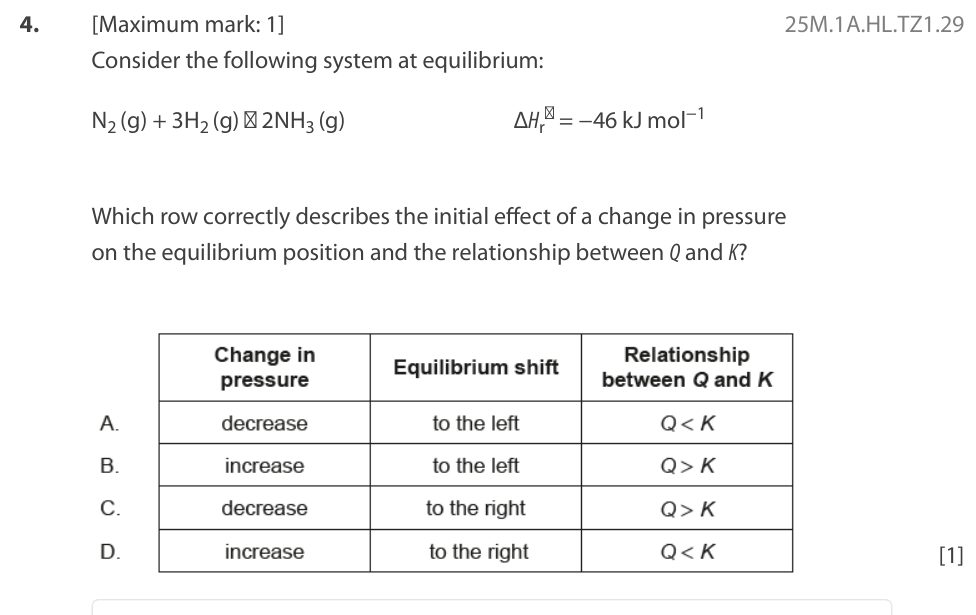 4. [Maximum mark: 1] 25M.1A.HL.TZ1.29
Consider the following system at equilibrium:
N₂ (g) + 3H₂ (g) ☒ 2NH₃ (g) ΔHᵣ☒ = −46 kJ mol⁻¹
Which row correctly describes the initial effect of a change in pressure
on the equilibrium position and the relationship between Q and K?
Change in pressure Equilibrium shift Relationship between Q and K
A. decrease to the left Q < K
B. increase to the left Q > K
C. decrease to the right Q > K
D. increase to the right Q < K
[1]